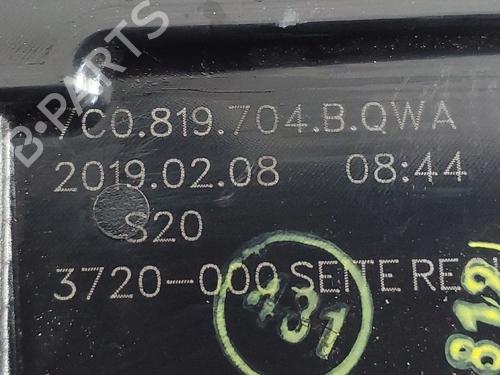 B-PARTS
7C0.819.704.B.QWA
2019.02.08 08:44
S20
3720-000 SEITE RE
431